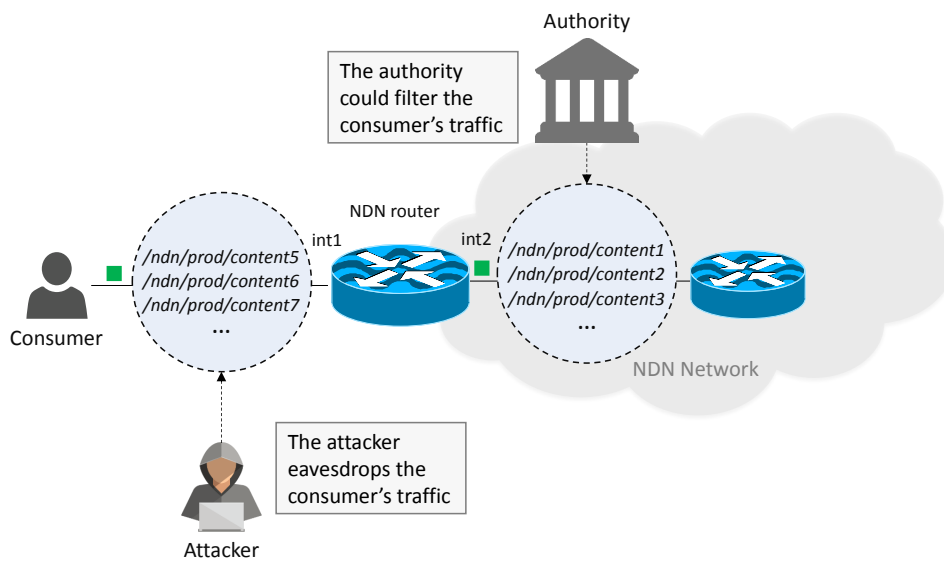 Authority
The authority
could filter the
consumer's traffic
NDN router
int1
int2
/ndn/prod/content5
/ndn/prod/content6
/ndn/prod/content7
...
/ndn/prod/content1
/ndn/prod/content2
/ndn/prod/content3
...
Consumer
NDN Network
The attacker
eavesdrops the
consumer's traffic
Attacker